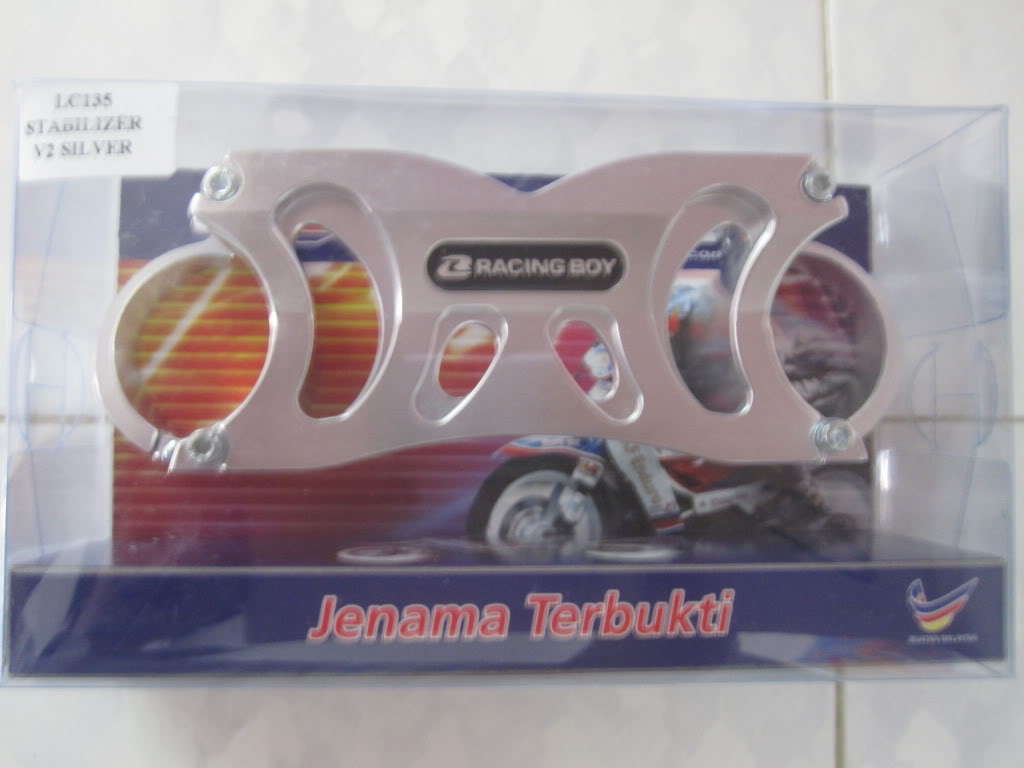 LC135
STABILIZER
V2 SILVER
RACING BOY
Jenama Terbukti